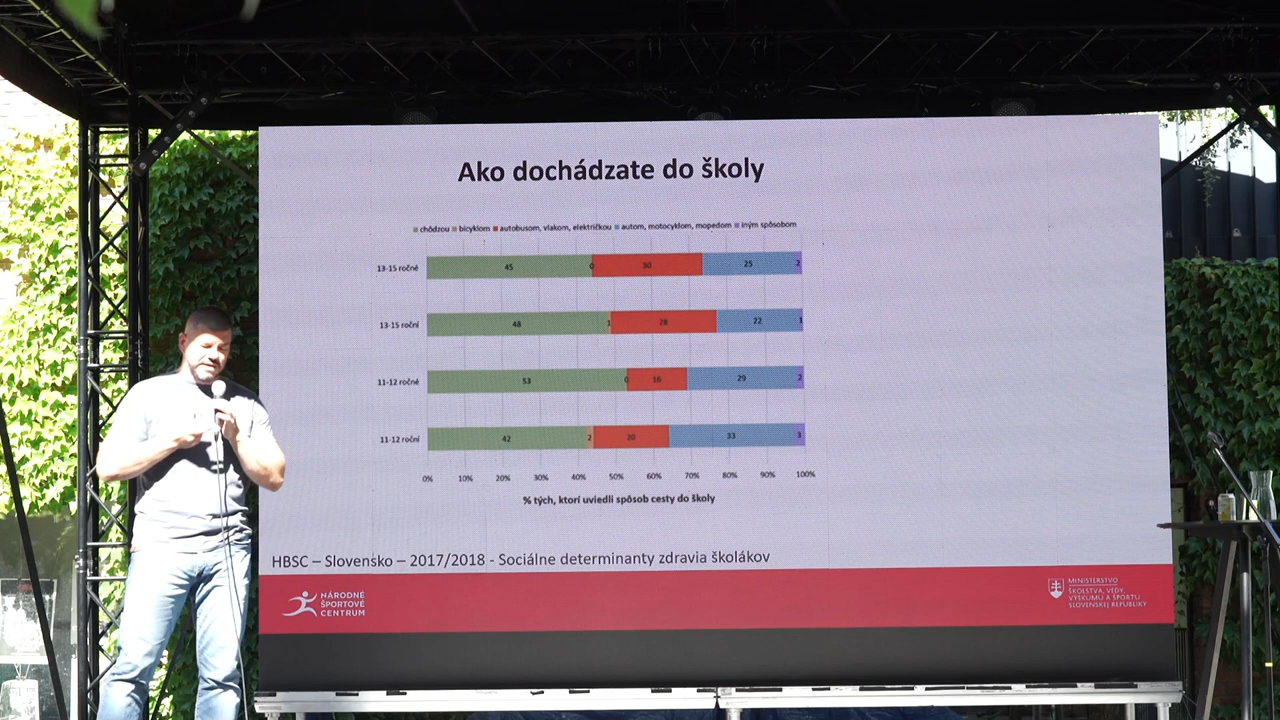 Ako dochádzate do školy
chôdzou bicyklom autobusom, vlakom, električkou autom, motocyklom, mopedom iným spôsobom
13-15 ročné 45 0 30 25 2
13-15 roční 48 1 28 22 1
11-12 ročné 53 0 16 29 2
11-12 roční 42 2 20 33 3
0% 10% 20% 30% 40% 50% 60% 70% 80% 90% 100%
% tých, ktorí uviedli spôsob cesty do školy
HBSC – Slovensko – 2017/2018 - Sociálne determinanty zdravia školákov
NÁRODNÉ
ŠPORTOVÉ
CENTRUM
MINISTERSTVO
ŠKOLSTVA, VEDY,
VÝSKUMU A ŠPORTU
SLOVENSKEJ REPUBLIKY